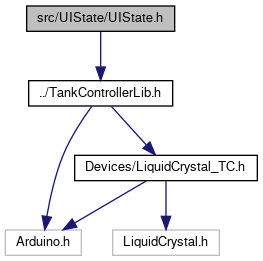 src/UIState/UIState.h
../TankControllerLib.h
Devices/LiquidCrystal_TC.h
Arduino.h
LiquidCrystal.h